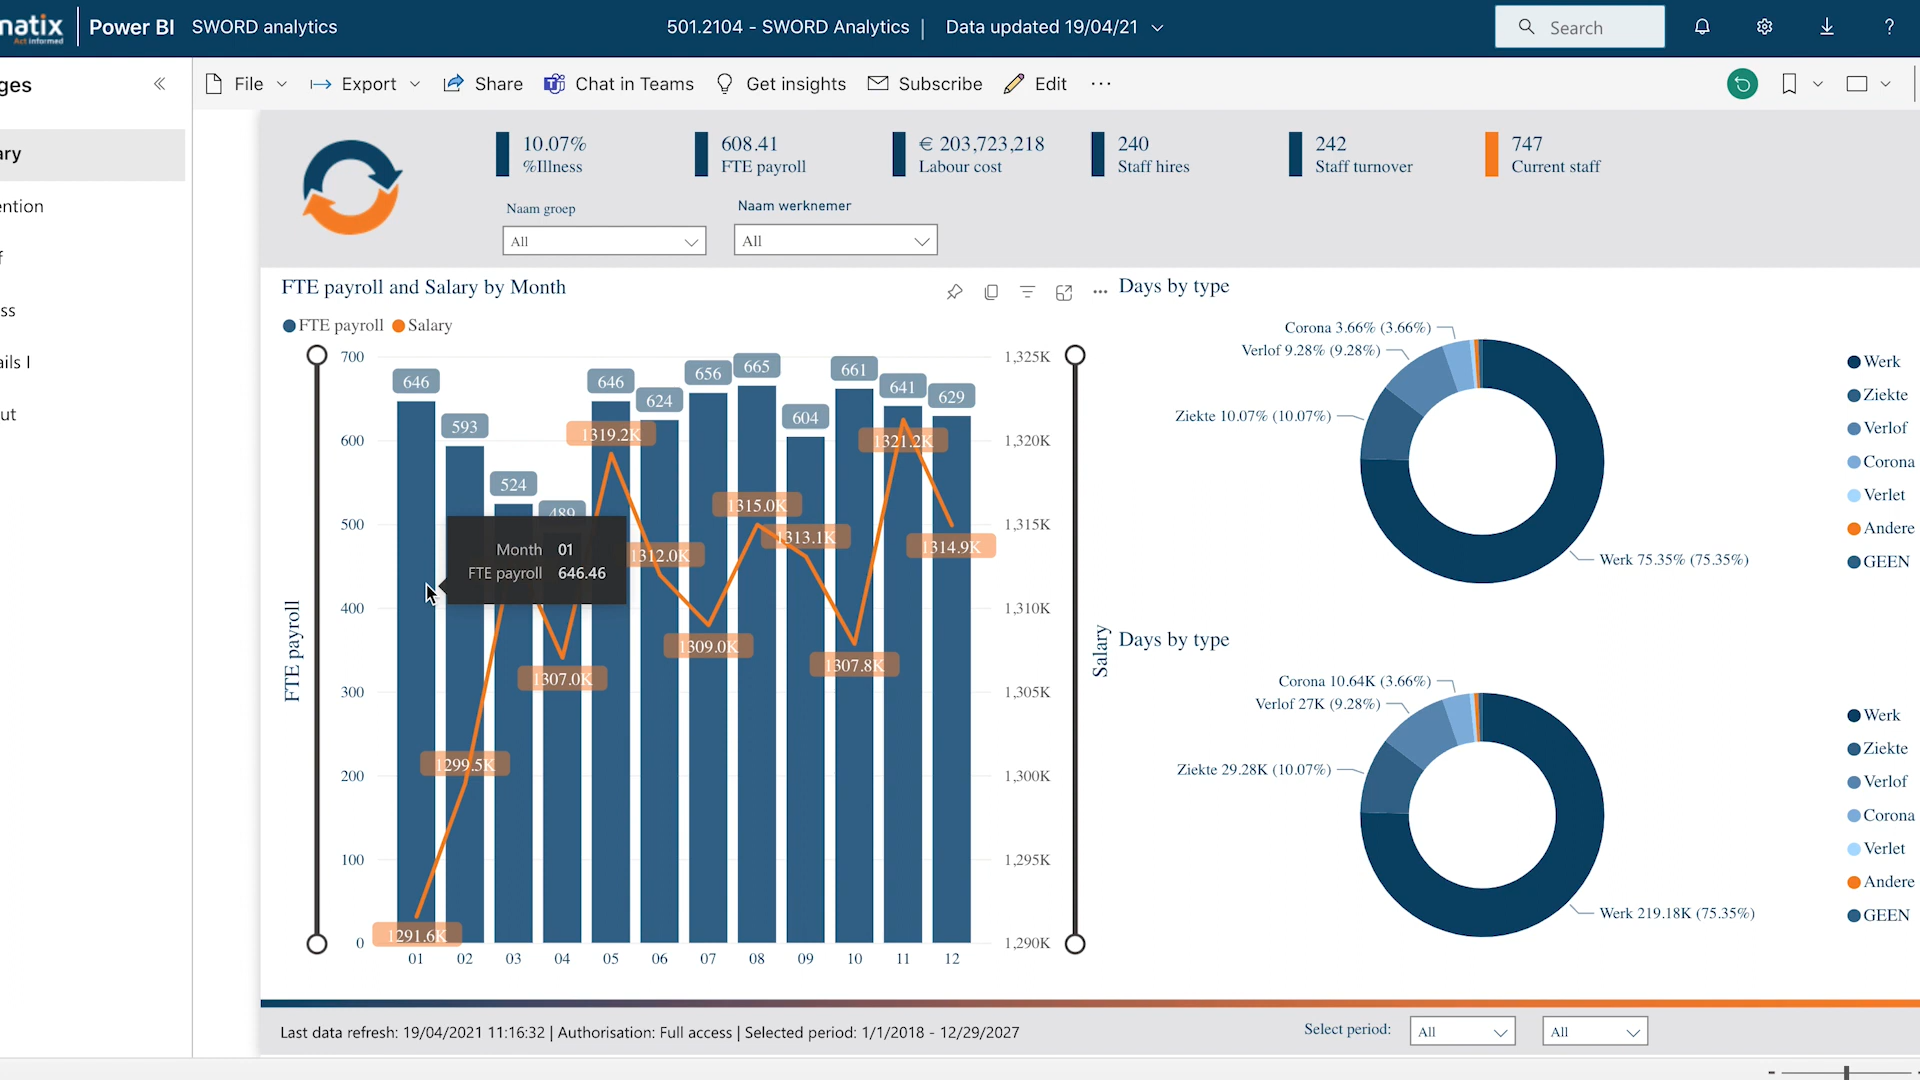 natix
Act informed
Power BI
SWORD analytics
501.2104 - SWORD Analytics | Data updated 19/04/21
Search
?
ges
File
Export
Share
Chat in Teams
Get insights
Subscribe
Edit
ary
ention
f
ss
ails I
ut
10.07%
%Illness
608.41
FTE payroll
€ 203,723,218
Labour cost
240
Staff hires
242
Staff turnover
747
Current staff
Naam groep
All
Naam werknemer
All
FTE payroll and Salary by Month
FTE payroll Salary
FTE payroll
700
600
500
400
300
200
100
0
646
593
524
489
646
624
656
665
604
661
641
629
1291.6K
1299.5K
1307.0K
1319.2K
1312.0K
1309.0K
1315.0K
1313.1K
1307.8K
1321.2K
1314.9K
Month 01
FTE payroll 646.46
01 02 03 04 05 06 07 08 09 10 11 12
1,325K
1,320K
1,315K
1,310K
1,305K
1,300K
1,295K
1,290K
Salary
Days by type
Corona 3.66% (3.66%)
Verlof 9.28% (9.28%)
Ziekte 10.07% (10.07%)
Werk 75.35% (75.35%)
Werk
Ziekte
Verlof
Corona
Verlet
Andere
GEEN
Days by type
Corona 10.64K (3.66%)
Verlof 27K (9.28%)
Ziekte 29.28K (10.07%)
Werk 219.18K (75.35%)
Werk
Ziekte
Verlof
Corona
Verlet
Andere
GEEN
Last data refresh: 19/04/2021 11:16:32 | Authorisation: Full access | Selected period: 1/1/2018 - 12/29/2027
Select period:
All
All